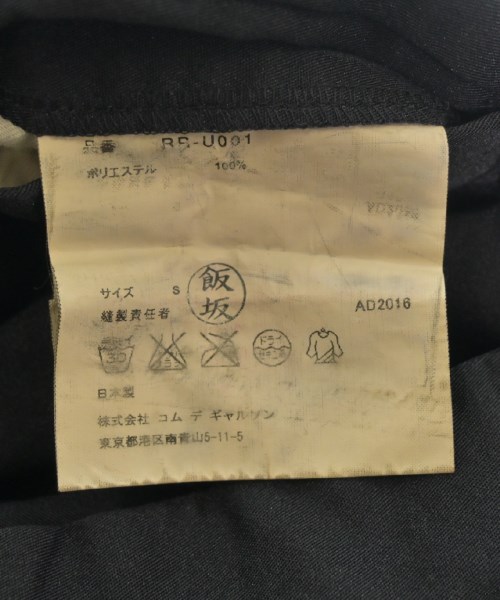 品番 RR-U001
ポリエステル 100%
サイズ S
飯坂
縫製責任者
AD2016
日本製
株式会社 コム デ ギャルソン
東京都港区南青山5-11-5